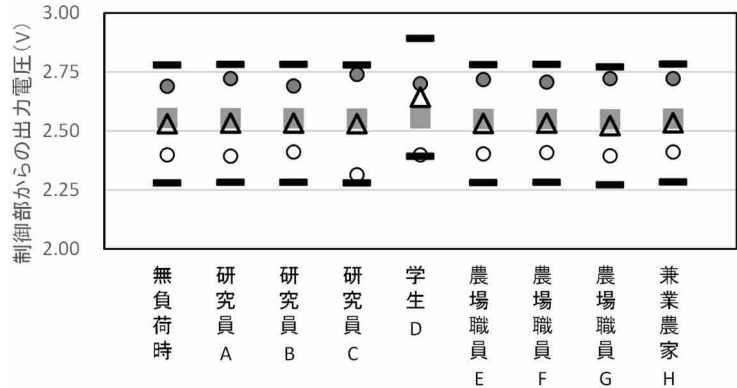 制御部からの出力電圧(V)
3.00
2.75
2.50
2.25
2.00
無負荷時
研究員A
研究員B
研究員C
学生D
農場職員E
農場職員F
農場職員G
兼業農家H